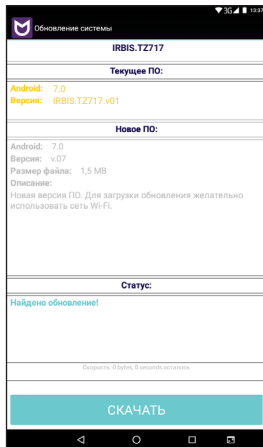 3G 13:37
Обновление системы
IRBIS.TZ717
Текущее ПО:
Android: 7.0
Версия: IRBIS.TZ717.v01
Новое ПО:
Android: 7.0
Версия: v.07
Размер файла: 1,5 MB
Описание:
Новая версия ПО. Для загрузки обновления желательно
использовать сеть Wi-Fi.
Статус:
Найдено обновление!
Скорость: 0 bytes, 0 seconds осталось.
СКАЧАТЬ